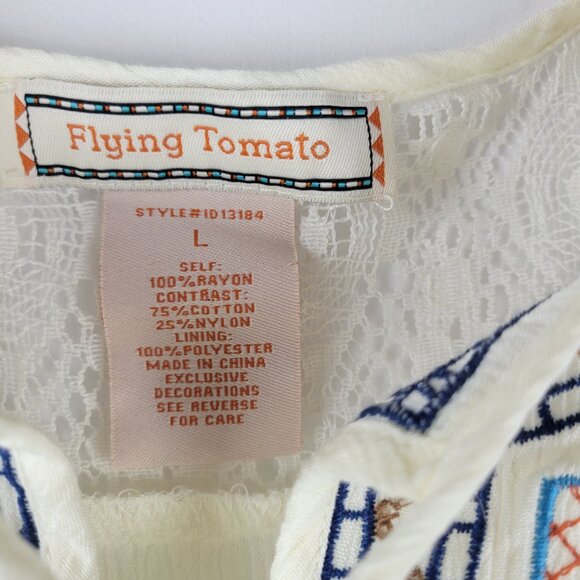 Flying Tomato
STYLE#ID13184
L
SELF:
100%RAYON
CONTRAST:
75%COTTON
25%NYLON
LINING:
100%POLYESTER
MADE IN CHINA
EXCLUSIVE
DECORATIONS
SEE REVERSE
FOR CARE